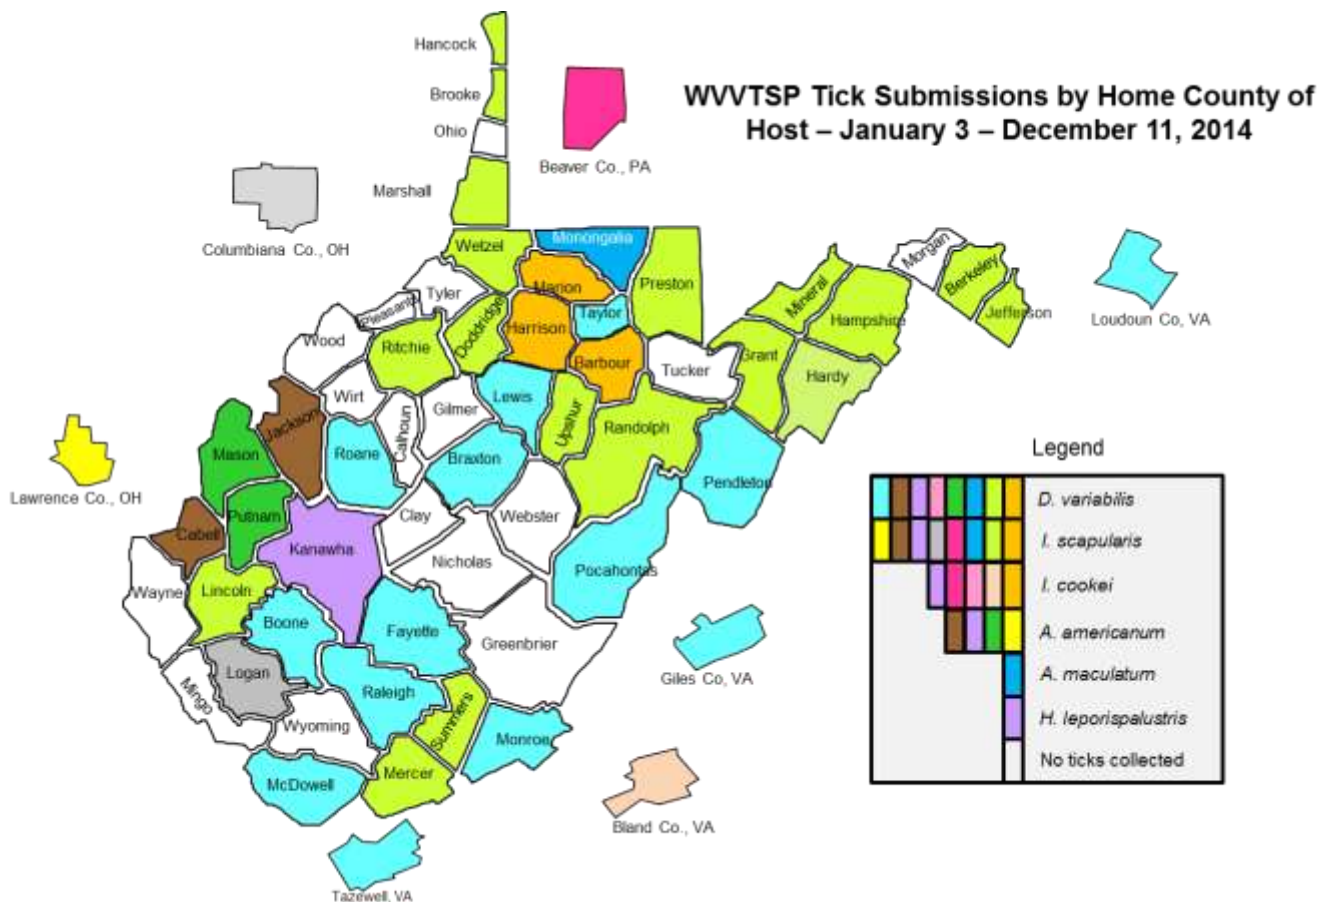 Hancock
WVVTSP Tick Submissions by Home County of
Host – January 3 – December 11, 2014
Brooke
Ohio
Beaver Co., PA
Marshall
Columbiana Co., OH
Wetzel
Monongalia
Morgan
Berkeley
Jefferson
Loudoun Co, VA
Tyler
Pleasants
Marion
Preston
Mineral
Hampshire
Wood
Ritchie
Doddridge
Harrison
Taylor
Barbour
Tucker
Grant
Hardy
Wirt
Calhoun
Gilmer
Lewis
Upshur
Randolph
Jackson
Mason
Roane
Braxton
Pendleton
Lawrence Co., OH
Legend
Cabell
Putnam
Kanawha
Clay
Webster
Nicholas
Pocahontas
Wayne
Lincoln
Boone
Fayette
Greenbrier
Giles Co, VA
Mingo
Logan
Raleigh
Wyoming
Summers
Monroe
McDowell
Mercer
Bland Co., VA
Tazewell, VA
D. variabilis
I. scapularis
I. cookei
A. americanum
A. maculatum
H. leporispalustris
No ticks collected